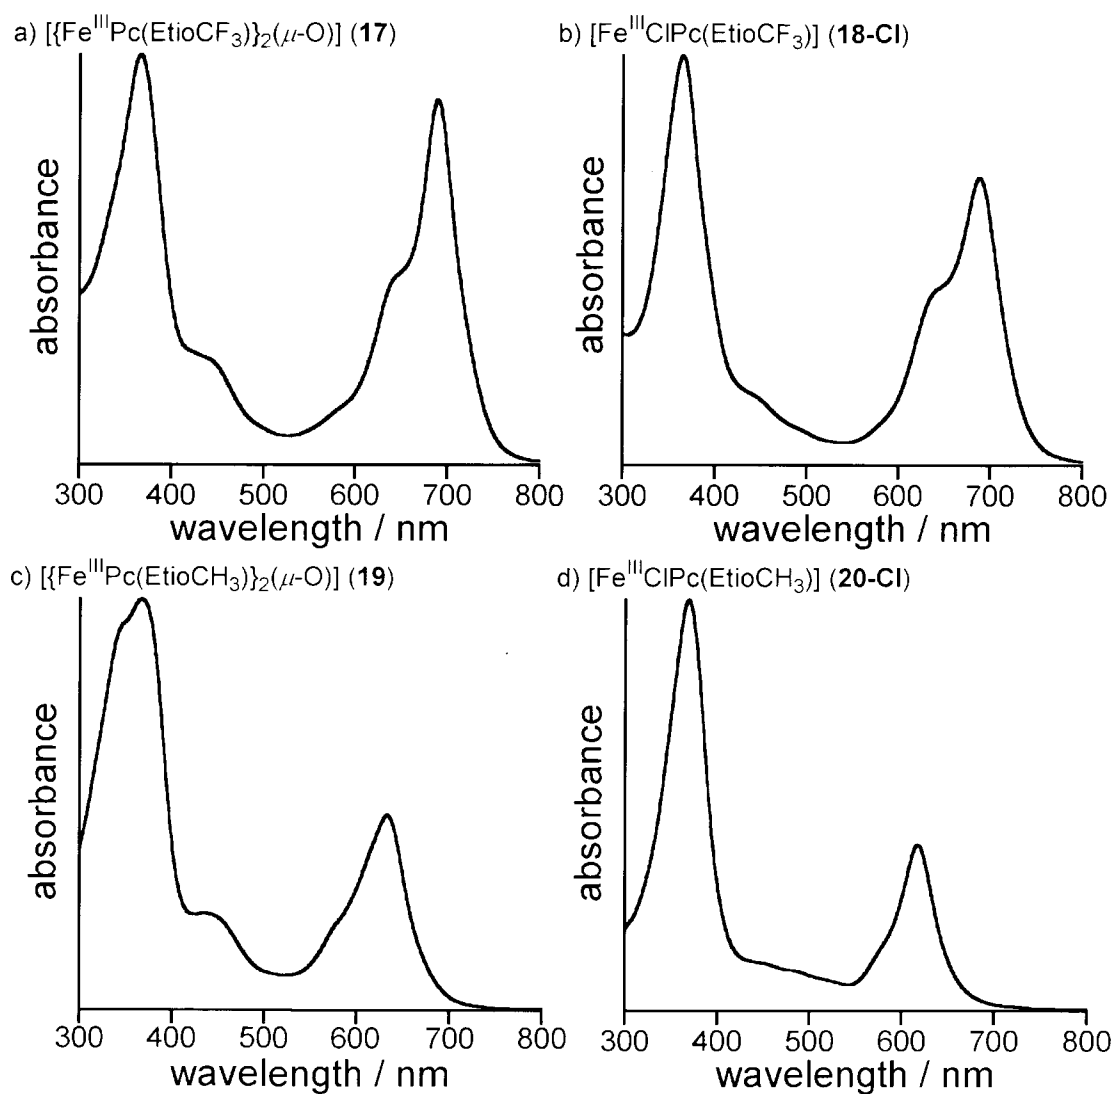 a) [{Fe^III Pc(EtioCF₃)}₂(μ-O)] (17)
b) [Fe^III ClPc(EtioCF₃)] (18-Cl)
absorbance
absorbance
300 400 500 600 700 800
300 400 500 600 700 800
wavelength / nm
wavelength / nm
c) [{Fe^III Pc(EtioCH₃)}₂(μ-O)] (19)
d) [Fe^III ClPc(EtioCH₃)] (20-Cl)
absorbance
absorbance
300 400 500 600 700 800
300 400 500 600 700 800
wavelength / nm
wavelength / nm